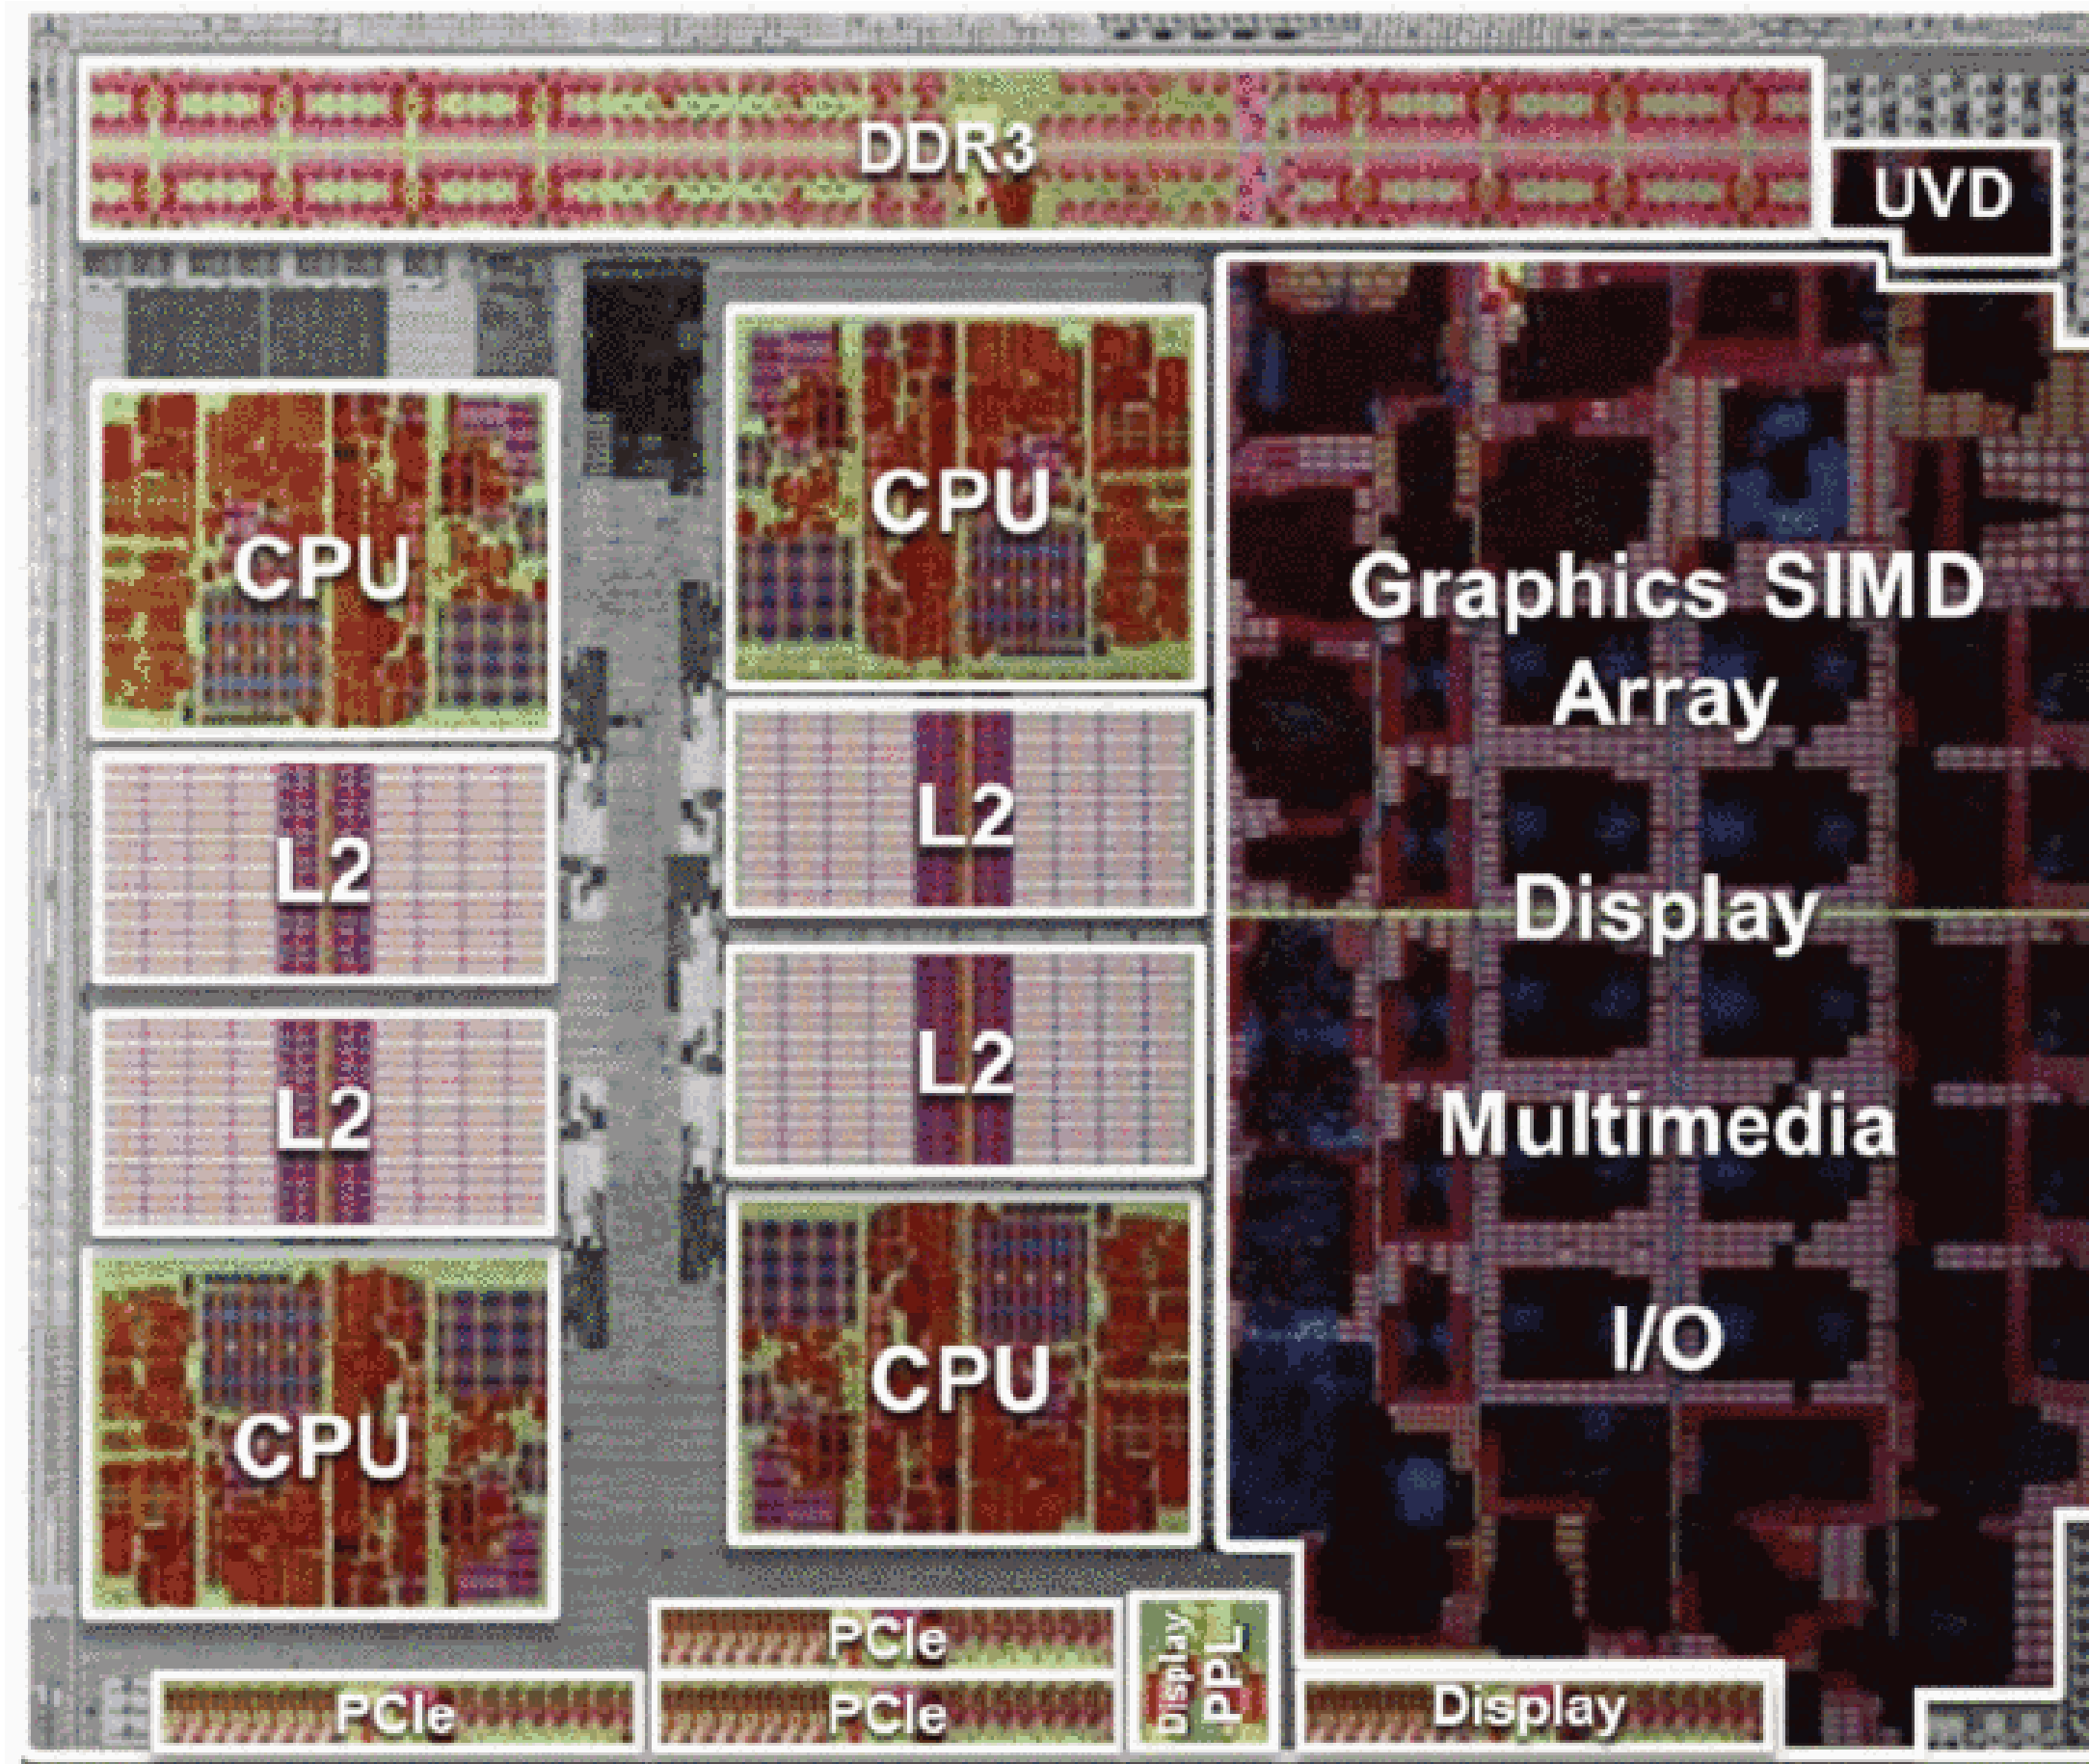 DDR3
UVD
CPU
CPU
Graphics SIMD
Array
L2
L2
Display
L2
L2
Multimedia
I/O
CPU
CPU
PCIe
Display
PPL
PCIe
PCIe
Display